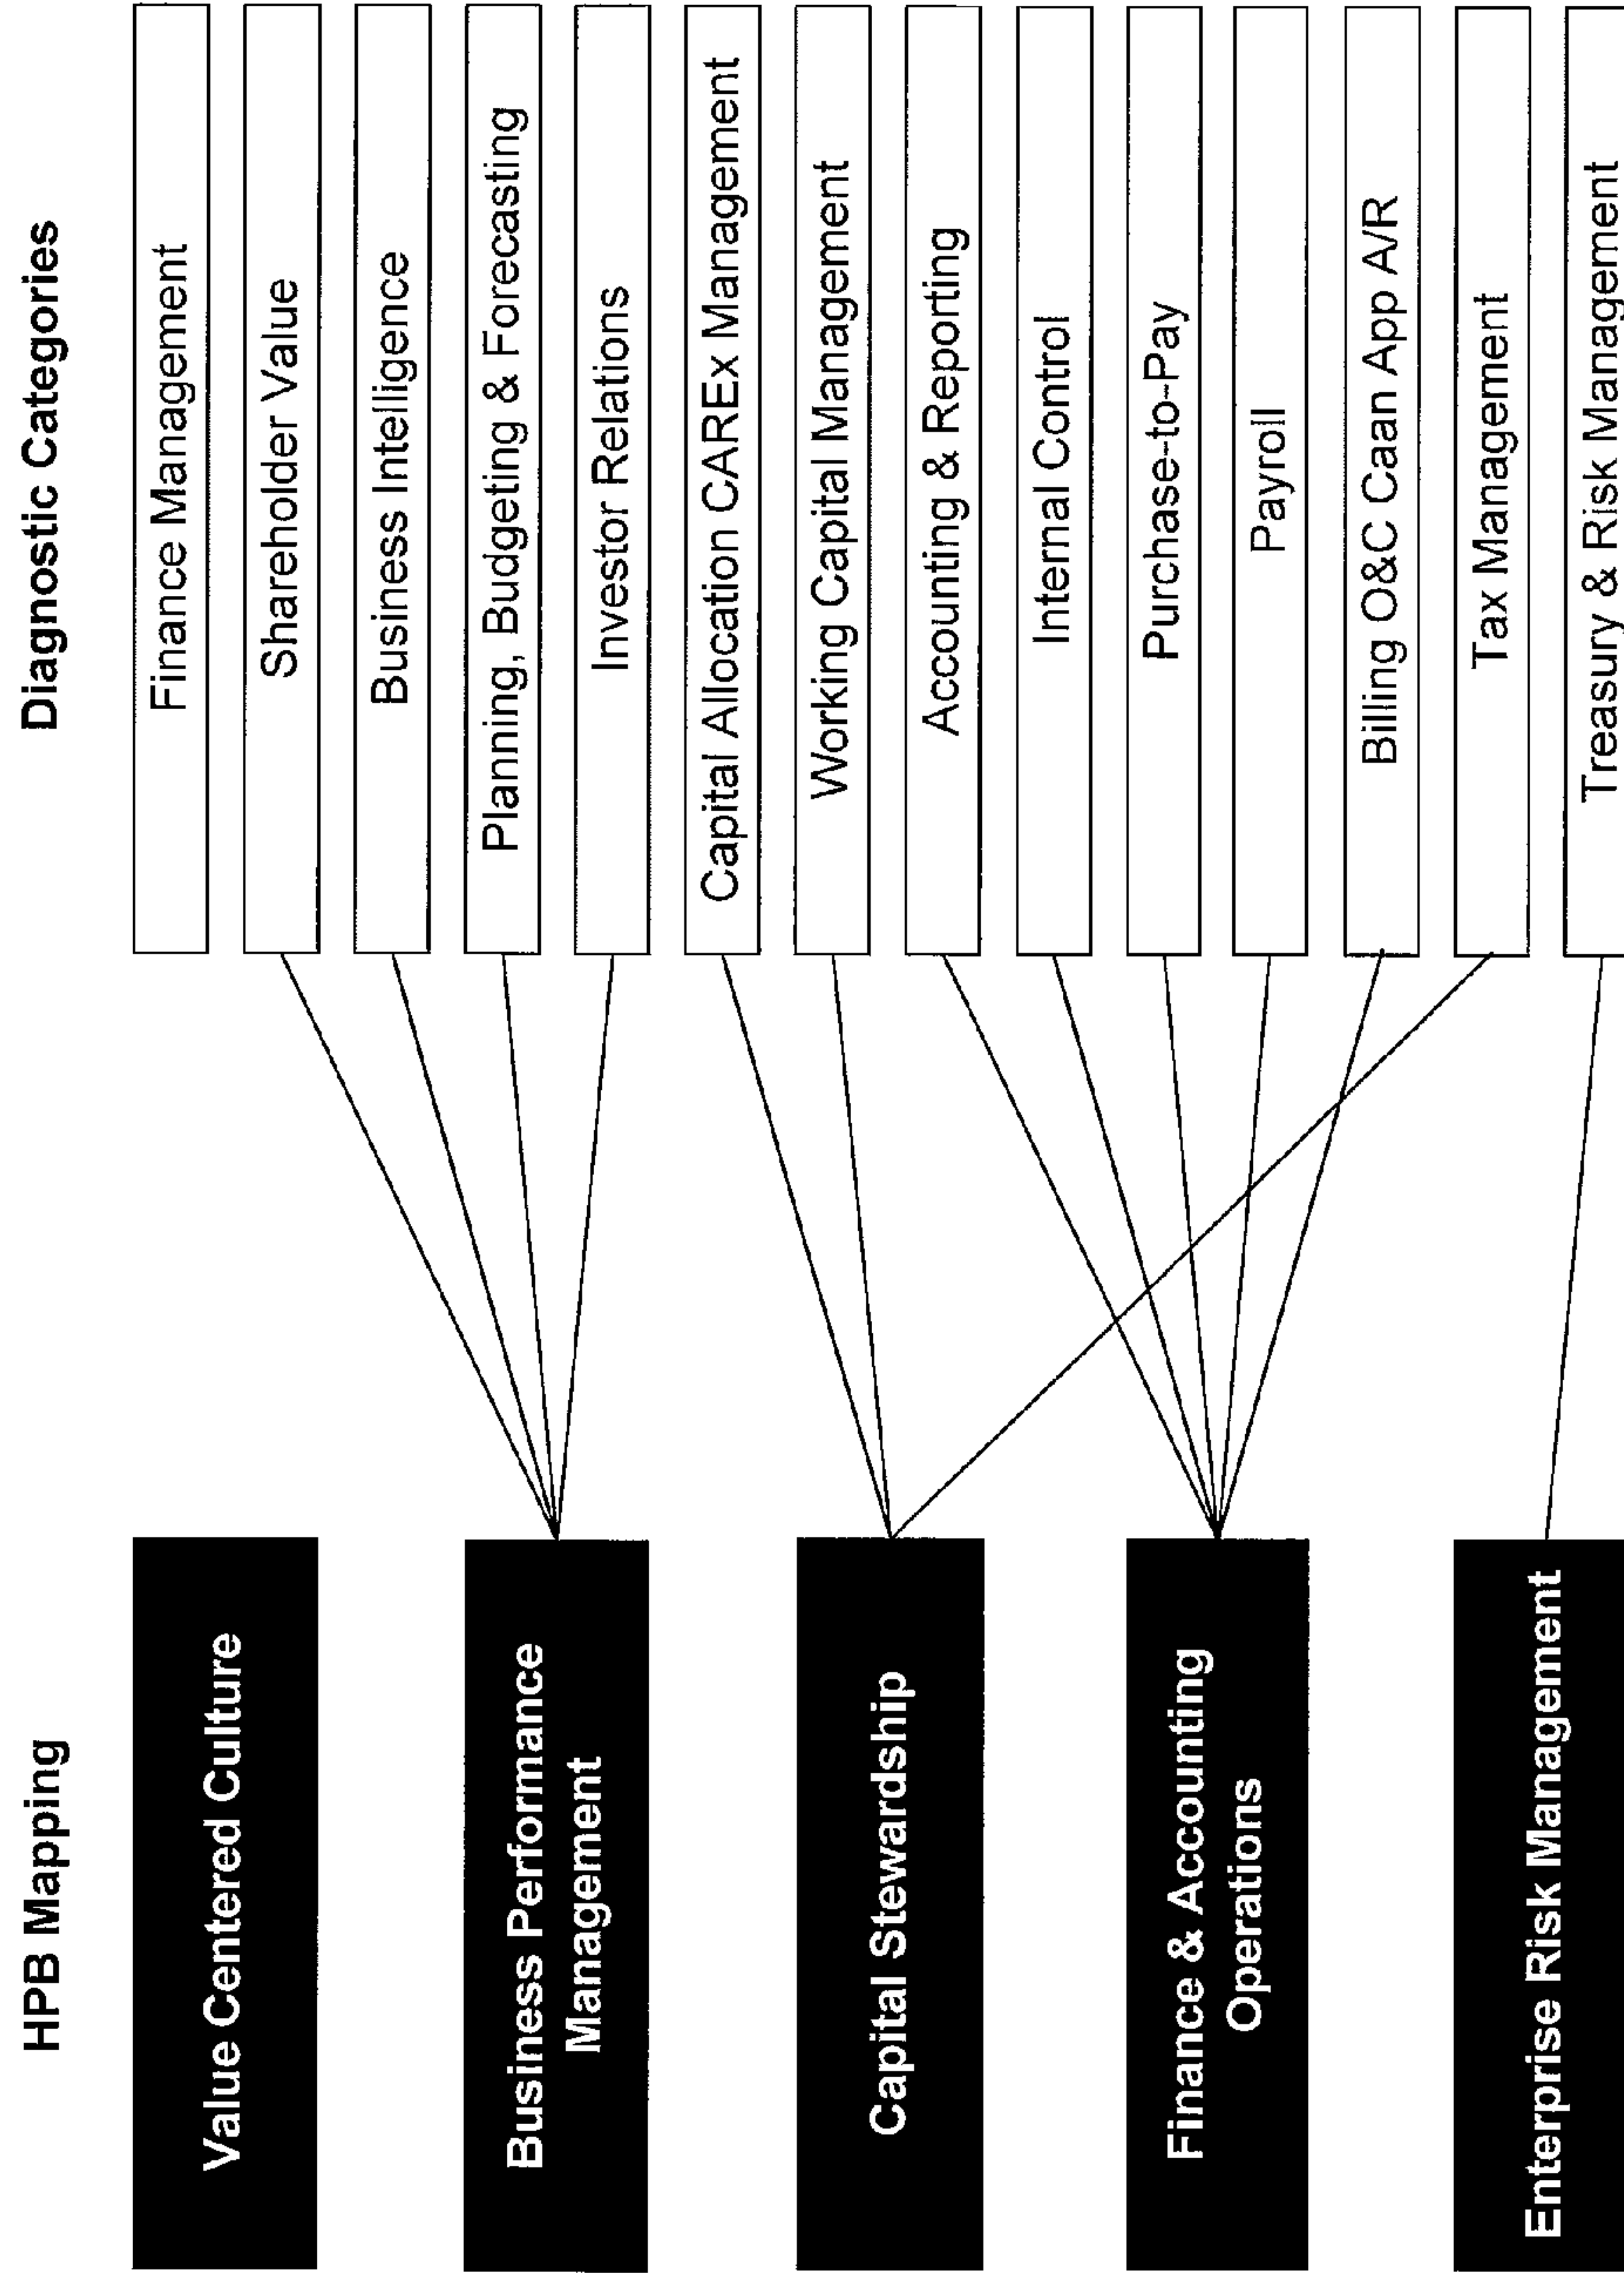 HPB Mapping
Value Centered Culture
Business Performance
Management
Capital Stewardship
Finance & Accounting
Operations
Enterprise Risk Management
Diagnostic Categories
Finance Management
Shareholder Value
Business Intelligence
Planning, Budgeting & Forecasting
Investor Relations
Capital Allocation CAREx Management
Working Capital Management
Accounting & Reporting
Internal Control
Purchase-to-Pay
Payroll
Billing O&C Caan App A/R
Tax Management
Treasury & Risk Management